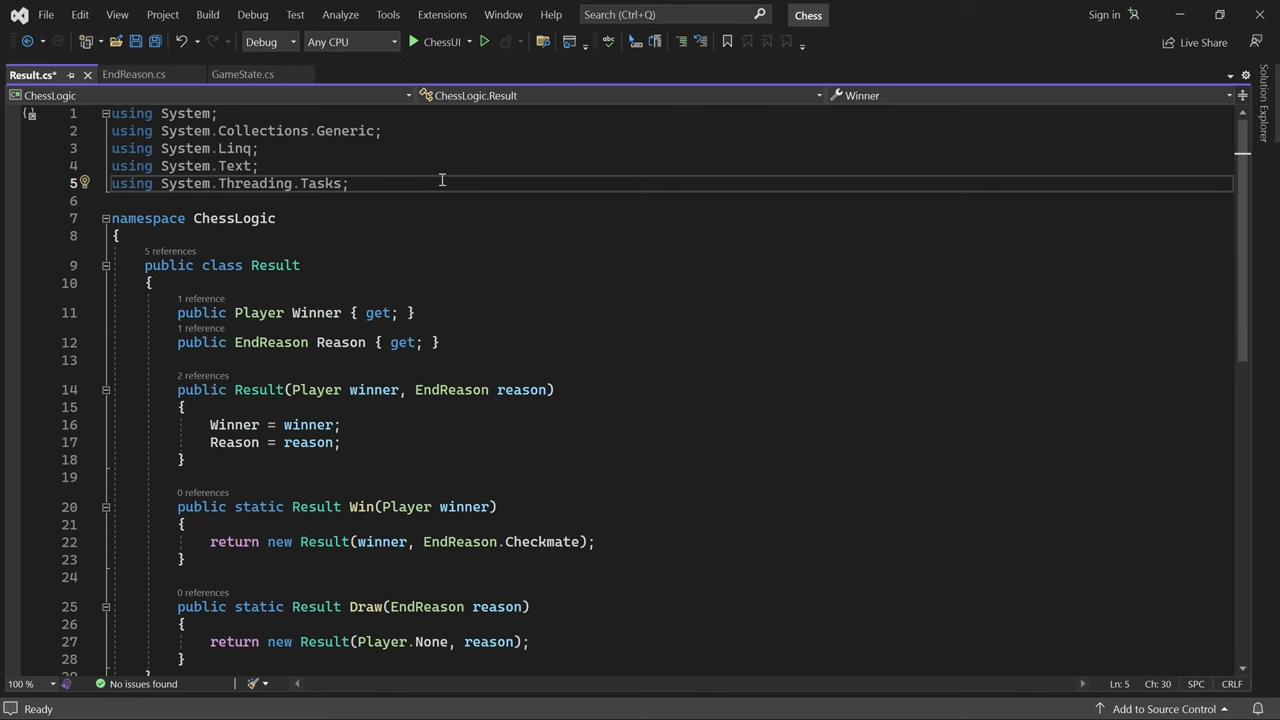 File Edit View Project Build Debug Test Analyze Tools Extensions Window Help Search (Ctrl+Q) Chess Sign in
Debug Any CPU ChessUI Live Share
Result.cs* EndReason.cs GameState.cs
ChessLogic ChessLogic.Result Winner
Solution Explorer
1 using System;
2 using System.Collections.Generic;
3 using System.Linq;
4 using System.Text;
5 using System.Threading.Tasks;
6
7 namespace ChessLogic
8 {
5 references
9 public class Result
10 {
1 reference
11 public Player Winner { get; }
1 reference
12 public EndReason Reason { get; }
13
2 references
14 public Result(Player winner, EndReason reason)
15 {
16 Winner = winner;
17 Reason = reason;
18 }
19
0 references
20 public static Result Win(Player winner)
21 {
22 return new Result(winner, EndReason.Checkmate);
23 }
24
0 references
25 public static Result Draw(EndReason reason)
26 {
27 return new Result(Player.None, reason);
28 }
100 % No issues found Ln: 5 Ch: 30 SPC CRLF
Ready Add to Source Control